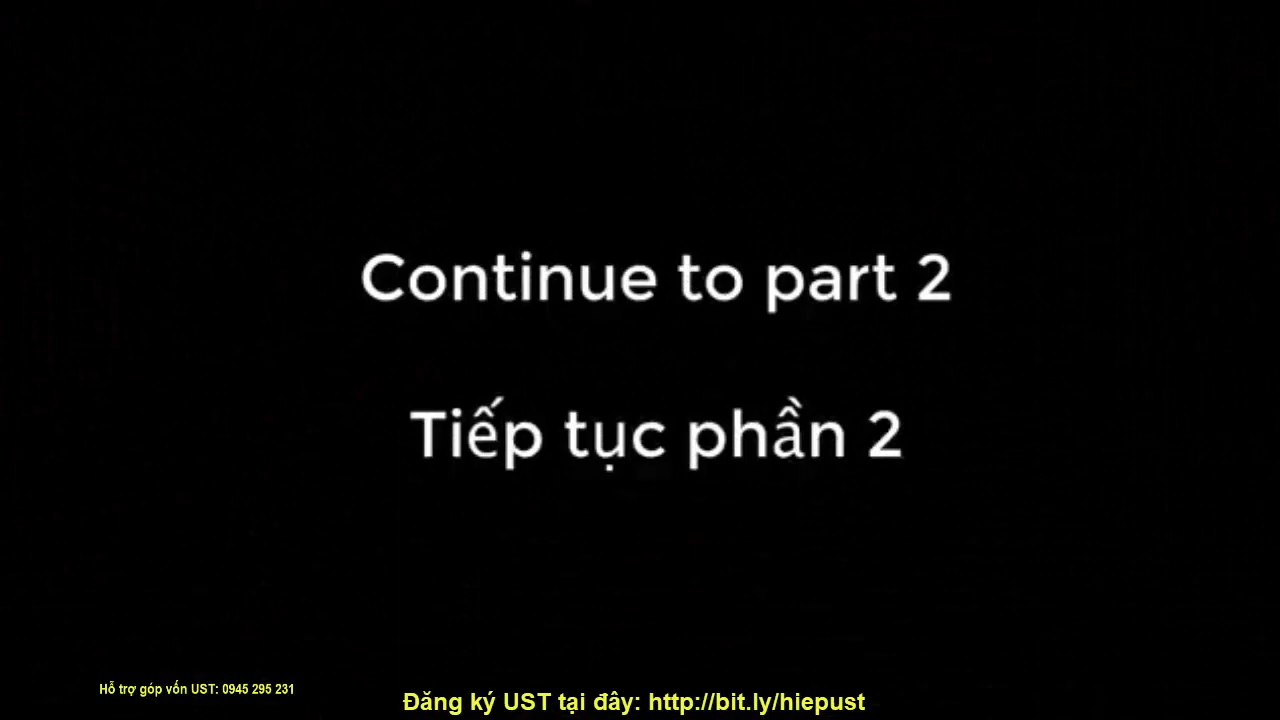 Continue to part 2
Tiếp tục phần 2
Hỗ trợ góp vốn UST: 0945 295 231
Đăng ký UST tại đây: http://bit.ly/hiepust